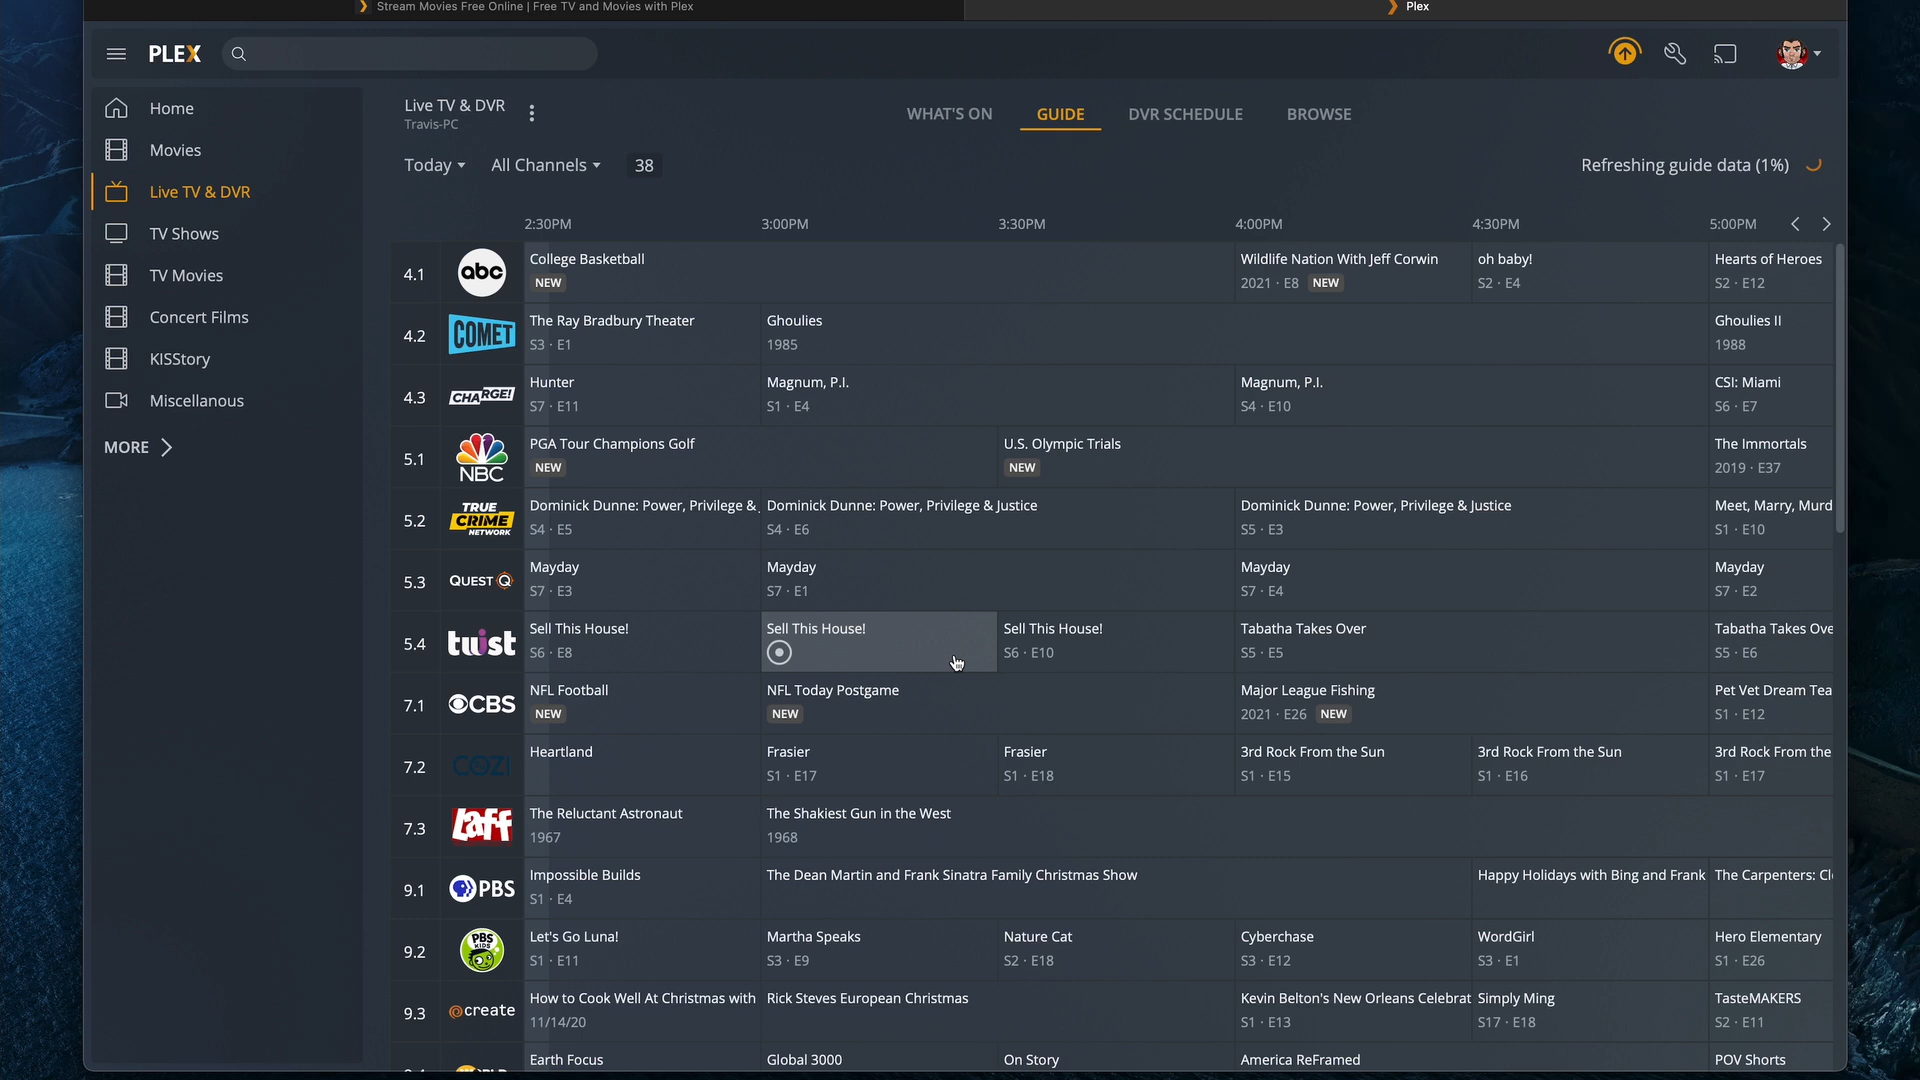 Stream Movies Free Online | Free TV and Movies with Plex
Plex
PLEX
Home
Movies
Live TV & DVR
TV Shows
TV Movies
Concert Films
KISStory
Miscellanous
MORE
Live TV & DVR
Travis-PC
WHAT'S ON
GUIDE
DVR SCHEDULE
BROWSE
Today
All Channels
38
Refreshing guide data (1%)
2:30PM
3:00PM
3:30PM
4:00PM
4:30PM
5:00PM
4.1
abc
College Basketball
NEW
Wildlife Nation With Jeff Corwin
2021 · E8 NEW
oh baby!
S2 · E4
Hearts of Heroes
S2 · E12
4.2
COMET
The Ray Bradbury Theater
S3 · E1
Ghoulies
1985
Ghoulies II
1988
4.3
CHARGE!
Hunter
S7 · E11
Magnum, P.I.
S1 · E4
Magnum, P.I.
S4 · E10
CSI: Miami
S6 · E7
5.1
NBC
PGA Tour Champions Golf
NEW
U.S. Olympic Trials
NEW
The Immortals
2019 · E37
5.2
TRUE
CRIME
NETWORK
Dominick Dunne: Power, Privilege &
S4 · E5
Dominick Dunne: Power, Privilege & Justice
S4 · E6
Dominick Dunne: Power, Privilege & Justice
S5 · E3
Meet, Marry, Murd
S1 · E10
5.3
QUEST Q
Mayday
S7 · E3
Mayday
S7 · E1
Mayday
S7 · E4
Mayday
S7 · E2
5.4
twist
Sell This House!
S6 · E8
Sell This House!
Sell This House!
S6 · E10
Tabatha Takes Over
S5 · E5
Tabatha Takes Ove
S5 · E6
7.1
CBS
NFL Football
NEW
NFL Today Postgame
NEW
Major League Fishing
2021 · E26 NEW
Pet Vet Dream Tea
S1 · E12
7.2
COZI
Heartland
Frasier
S1 · E17
Frasier
S1 · E18
3rd Rock From the Sun
S1 · E15
3rd Rock From the Sun
S1 · E16
3rd Rock From the
S1 · E17
7.3
Laff
The Reluctant Astronaut
1967
The Shakiest Gun in the West
1968
9.1
PBS
Impossible Builds
S1 · E4
The Dean Martin and Frank Sinatra Family Christmas Show
Happy Holidays with Bing and Frank
The Carpenters: Cl
9.2
PBS
KIDS
Let's Go Luna!
S1 · E11
Martha Speaks
S3 · E9
Nature Cat
S2 · E18
Cyberchase
S3 · E12
WordGirl
S3 · E1
Hero Elementary
S1 · E26
9.3
create
How to Cook Well At Christmas with
11/14/20
Rick Steves European Christmas
Kevin Belton's New Orleans Celebrat
S1 · E13
Simply Ming
S17 · E18
TasteMAKERS
S2 · E11
Earth Focus
Global 3000
On Story
America ReFramed
POV Shorts